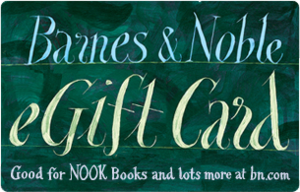 Barnes & Noble
eGift Card
Good for NOOK Books and lots more at bn.com